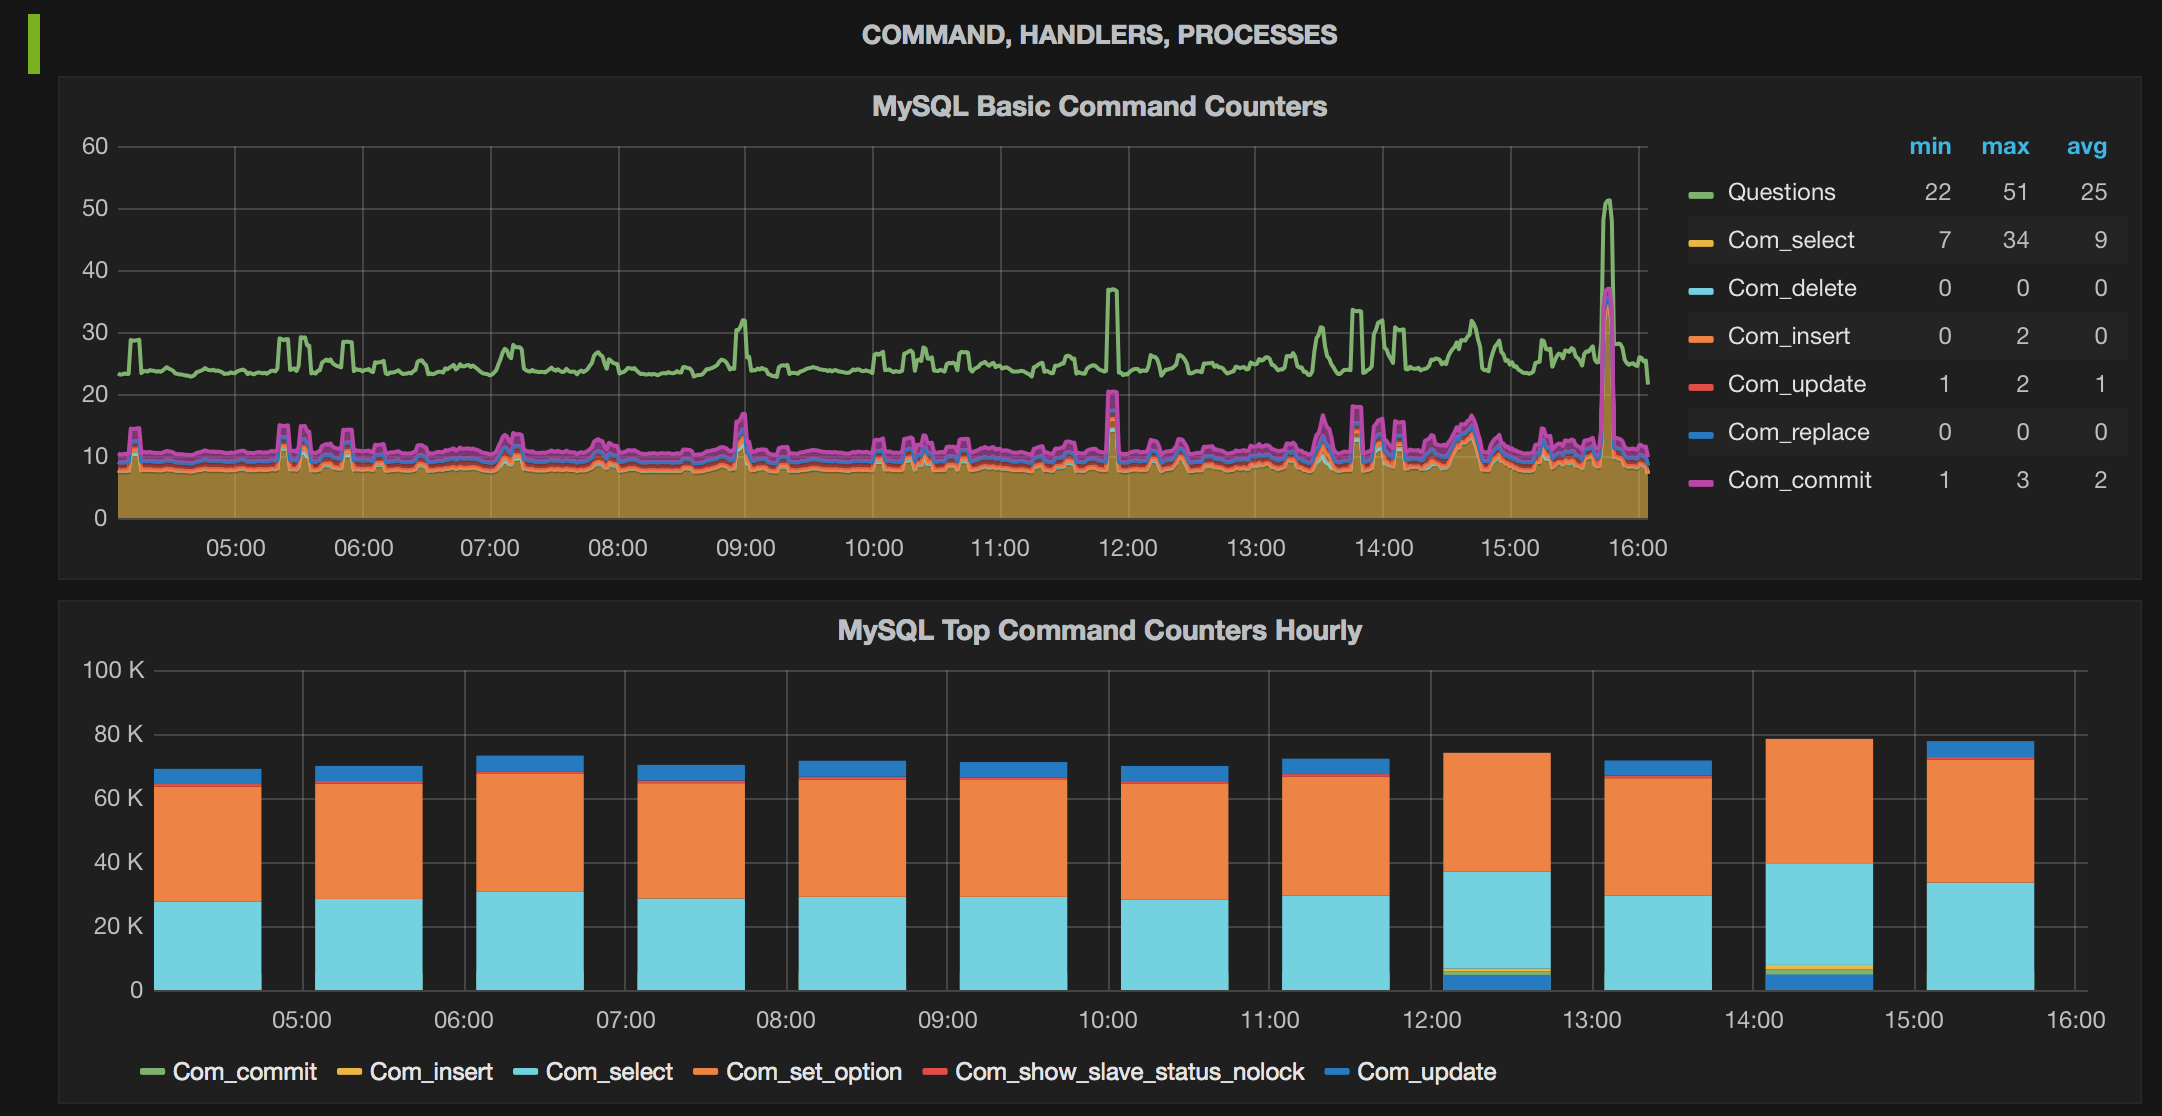 COMMAND, HANDLERS, PROCESSES
MySQL Basic Command Counters
60
50
40
30
20
10
0
05:00 06:00 07:00 08:00 09:00 10:00 11:00 12:00 13:00 14:00 15:00 16:00
min max avg
Questions 22 51 25
Com_select 7 34 9
Com_delete 0 0 0
Com_insert 0 2 0
Com_update 1 2 1
Com_replace 0 0 0
Com_commit 1 3 2
MySQL Top Command Counters Hourly
100 K
80 K
60 K
40 K
20 K
0
05:00 06:00 07:00 08:00 09:00 10:00 11:00 12:00 13:00 14:00 15:00 16:00
Com_commit Com_insert Com_select Com_set_option Com_show_slave_status_nolock Com_update